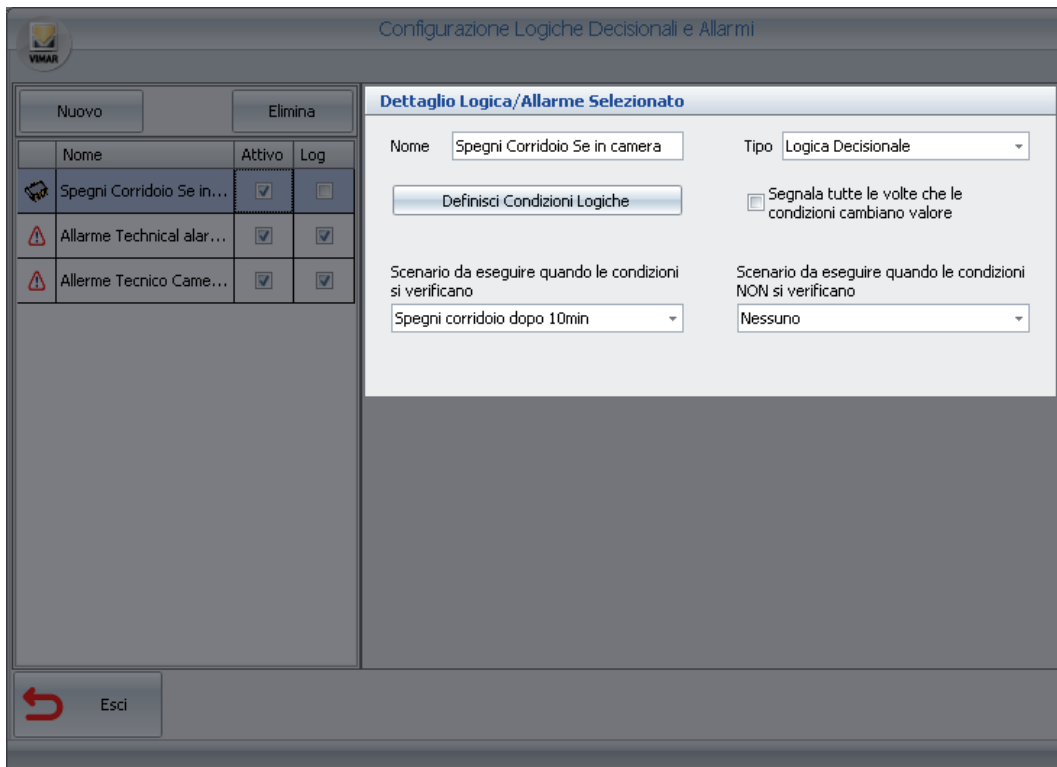 Configurazione Logiche Decisionali e Allarmi
VIMAR
Nuovo
Elimina
Nome Attivo Log
Spegni Corridoio Se in...
Allarme Technical alar...
Allerme Tecnico Came...
Dettaglio Logica/Allarme Selezionato
Nome Spegni Corridoio Se in camera
Tipo Logica Decisionale
Definisci Condizioni Logiche
Segnala tutte le volte che le
condizioni cambiano valore
Scenario da eseguire quando le condizioni
si verificano
Spegni corridoio dopo 10min
Scenario da eseguire quando le condizioni
NON si verificano
Nessuno
Esci